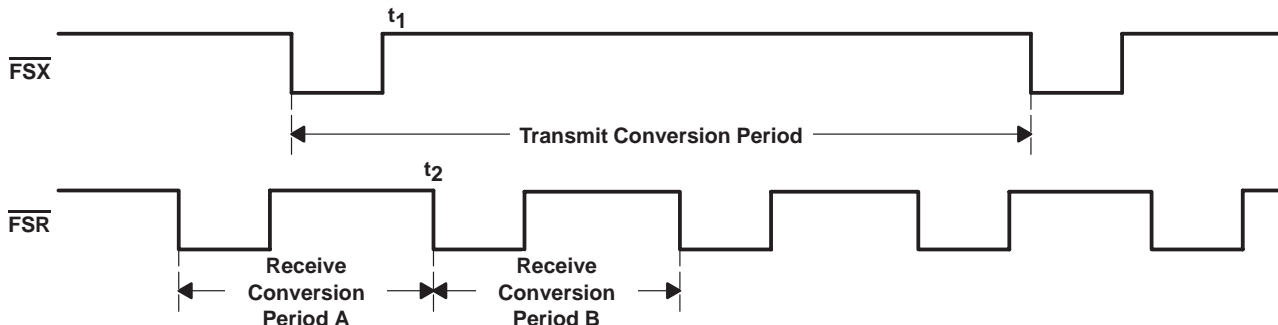 t1
FSX
Transmit Conversion Period
t2
FSR
Receive
Conversion
Period A
Receive
Conversion
Period B